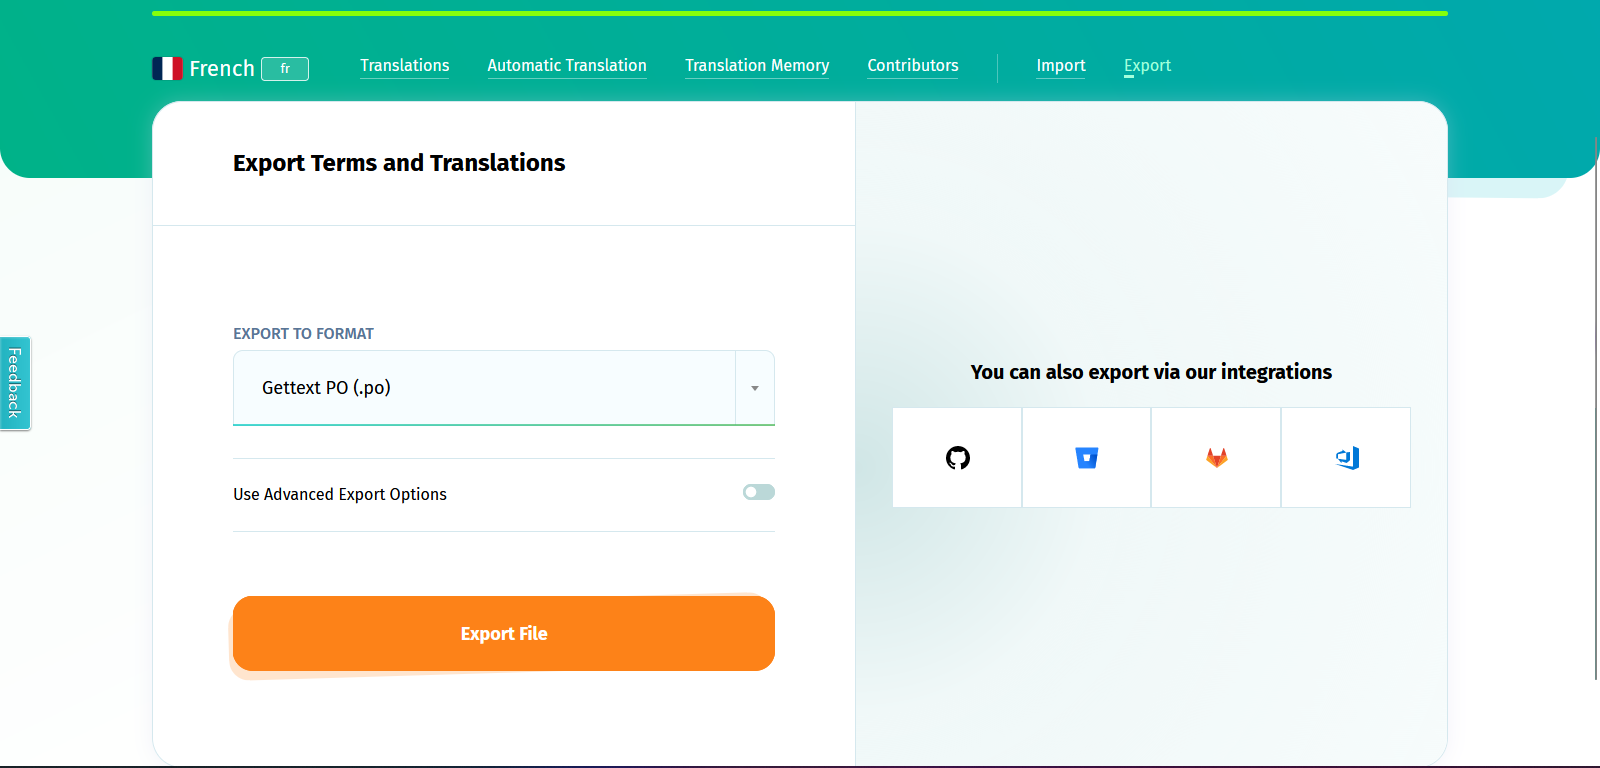 French fr Translations Automatic Translation Translation Memory Contributors Import Export
Export Terms and Translations
EXPORT TO FORMAT
Gettext PO (.po)
Use Advanced Export Options
Export File
You can also export via our integrations
Feedback